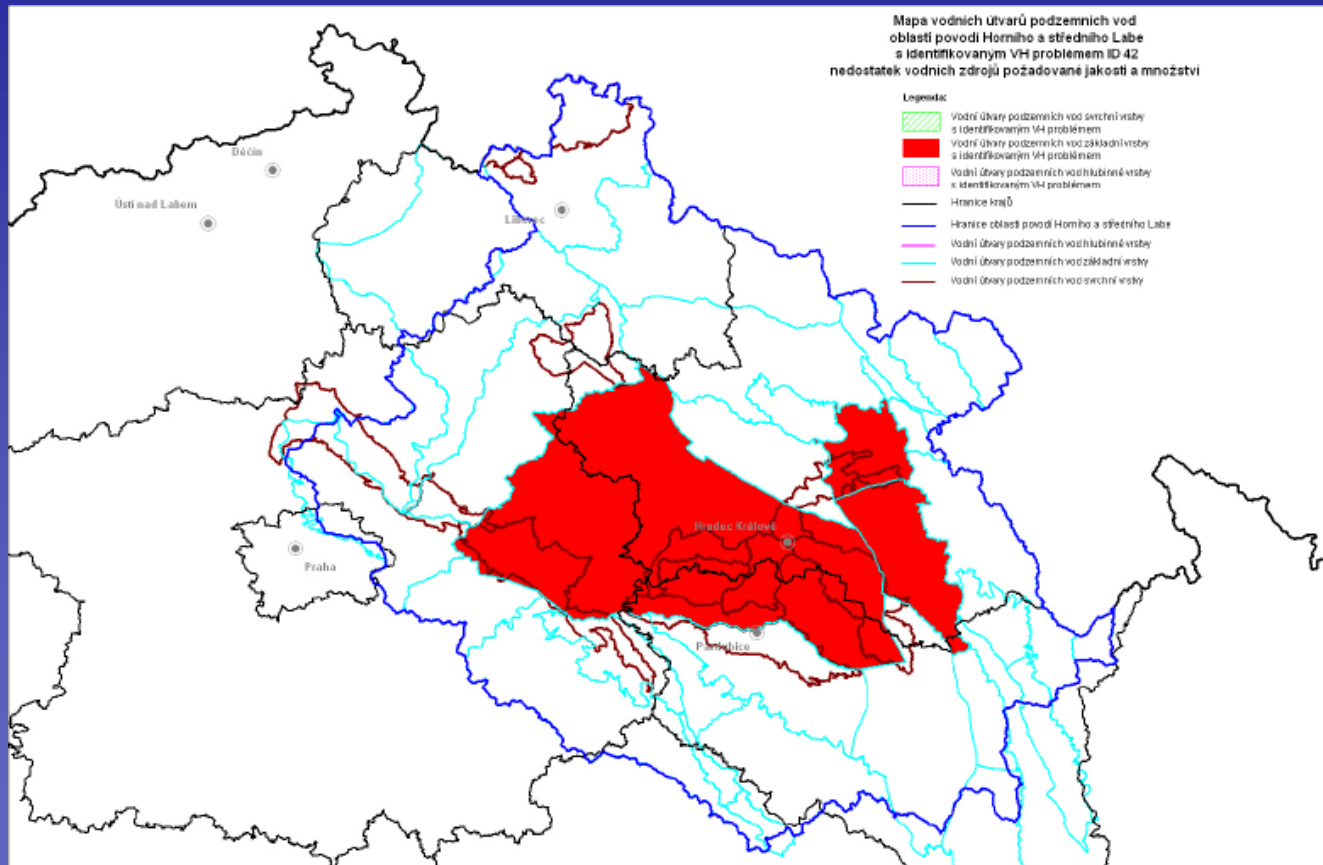 Mapa vodních útvarů podzemních vod
oblasti povodí Horního a středního Labe
s identifikovaným VH problémem ID 42
nedostatek vodních zdrojů požadované jakosti a množství
Legenda:
Vodní útvary podzemních vod svrchní vrstvy
s identifikovaným VH problémem
Vodní útvary podzemních vod základní vrstvy
s identifikovaným VH problémem
Vodní útvary podzemních vod hlubinné vrstvy
s identifikovaným VH problémem
Hranice krajů
Hranice oblasti povodí Horního a středního Labe
Vodní útvary podzemních vod hlubinné vrstvy
Vodní útvary podzemních vod základní vrstvy
Vodní útvary podzemních vod svrchní vrstvy
Děčín
Ústí nad Labem
Liberec
Hradec Králové
Praha
Pardubice